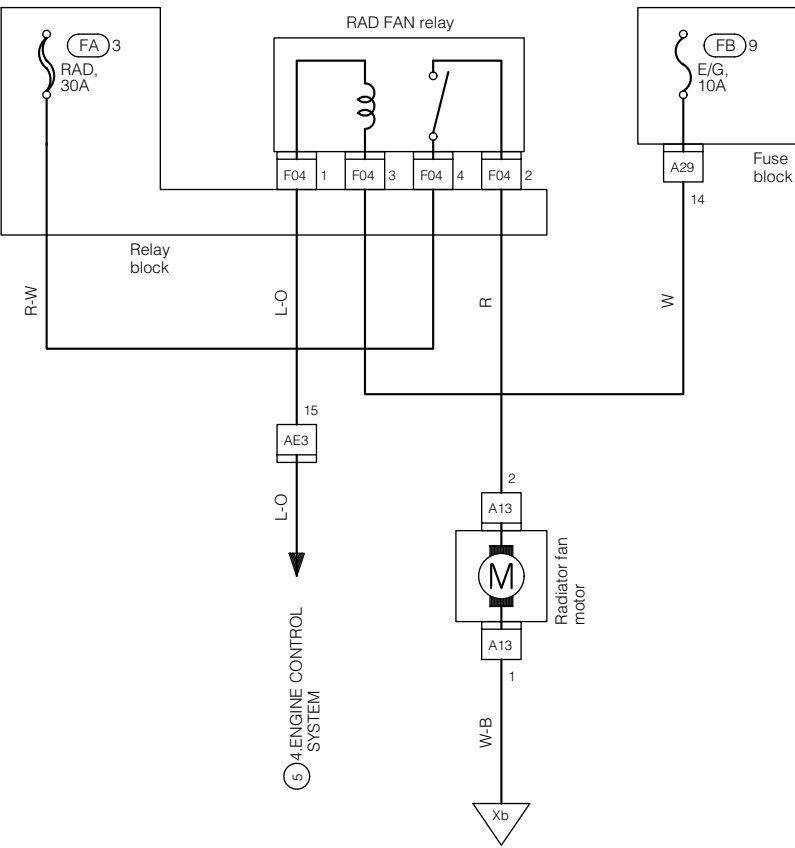 RAD FAN relay
FA 3
RAD,
30A
FB 9
E/G,
10A
F04 1
F04 3
F04 4
F04 2
A29
14
Fuse
block
Relay
block
R-W
L-O
R
W
15
AE3
L-O
2
A13
M
Radiator fan
motor
A13
1
W-B
5 4.ENGINE CONTROL
SYSTEM
Xb